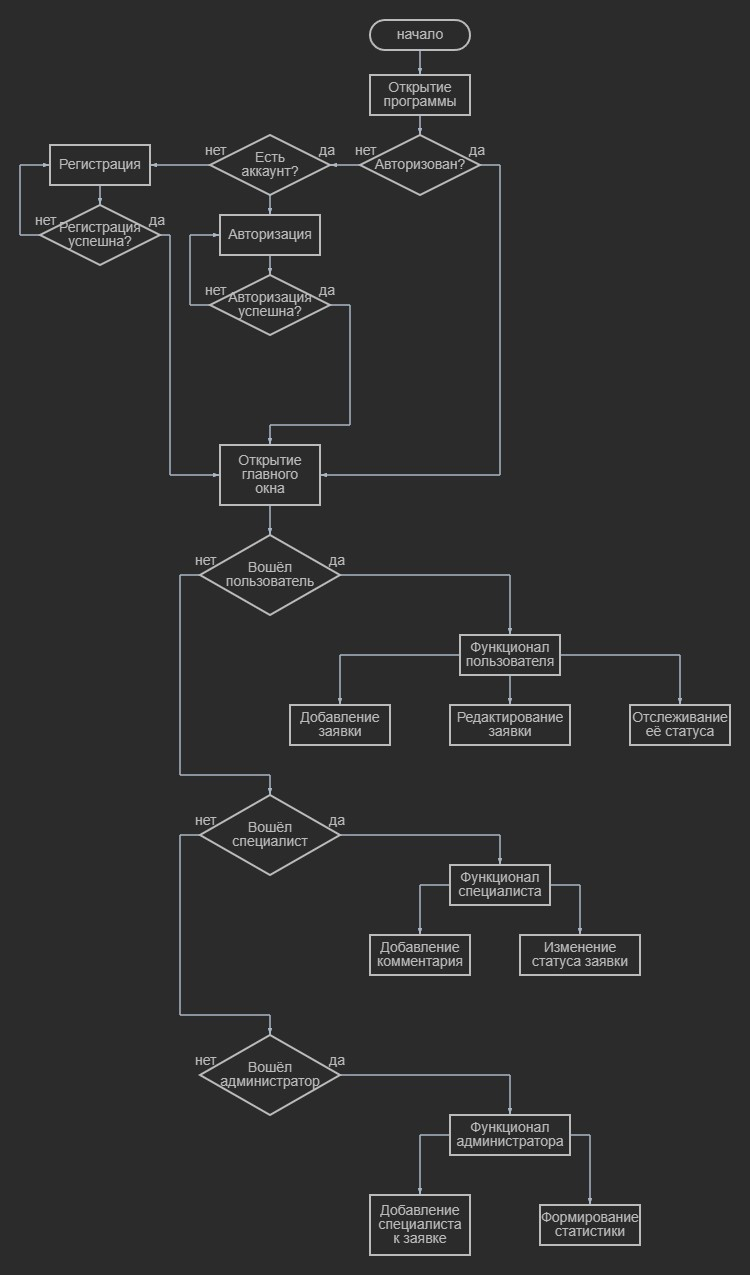 начало
Открытие
программы
нет
Есть
аккаунт?
да
нет
Авторизован?
да
Регистрация
нет
Регистрация
успешна?
да
Авторизация
нет
Авторизация
успешна?
да
Открытие
главного
окна
нет
Вошёл
пользователь
да
Функционал
пользователя
Добавление
заявки
Редактирование
заявки
Отслеживание
её статуса
нет
Вошёл
специалист
да
Функционал
специалиста
Добавление
комментария
Изменение
статуса заявки
нет
Вошёл
администратор
да
Функционал
администратора
Добавление
специалиста
к заявке
Формирование
статистики